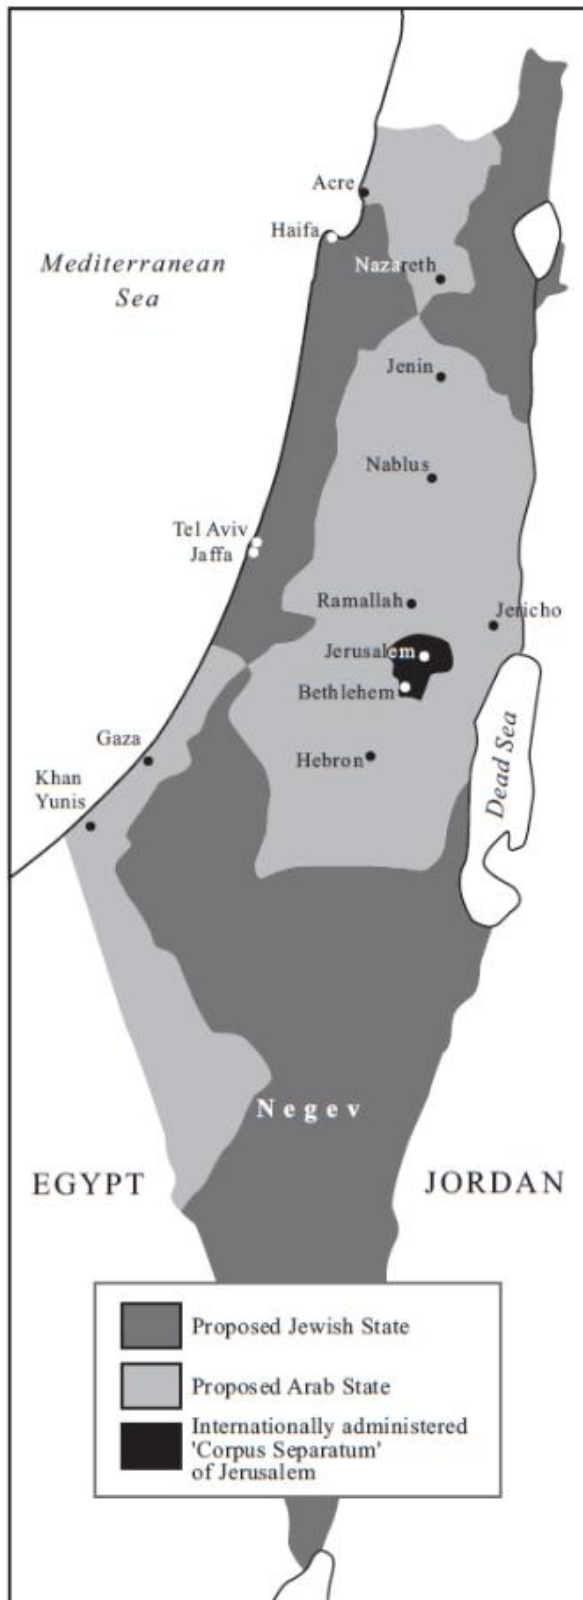 Acre
Haifa
Mediterranean
Sea
Nazareth
Jenin
Nablus
Tel Aviv
Jaffa
Ramallah
Jericho
Jerusalem
Bethlehem
Gaza
Hebron
Dead Sea
Khan
Yunis
Negev
EGYPT
JORDAN
Proposed Jewish State
Proposed Arab State
Internationally administered
'Corpus Separatum'
of Jerusalem